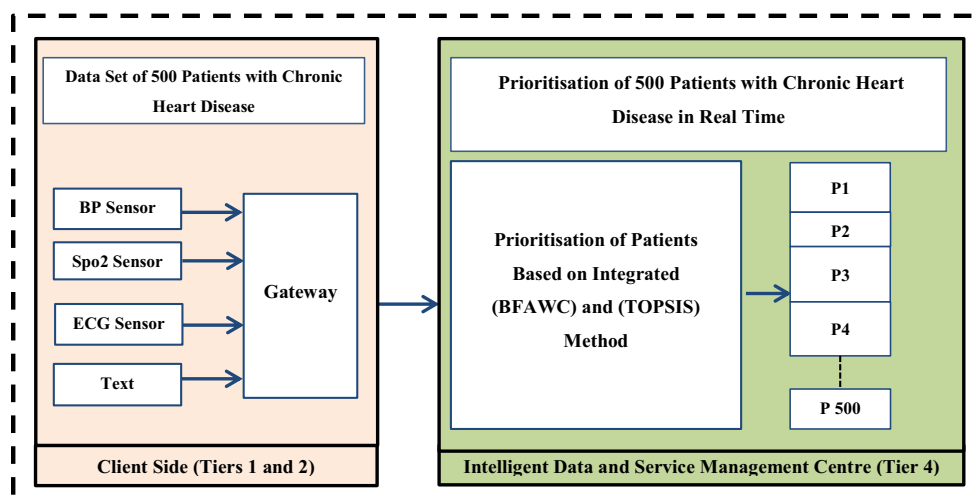 Data Set of 500 Patients with Chronic
Heart Disease
BP Sensor
Spo2 Sensor
ECG Sensor
Text
Gateway
Client Side (Tiers 1 and 2)
Prioritisation of 500 Patients with Chronic Heart
Disease in Real Time
Prioritisation of Patients
Based on Integrated
(BFAWC) and (TOPSIS)
Method
P1
P2
P3
P4
P 500
Intelligent Data and Service Management Centre (Tier 4)